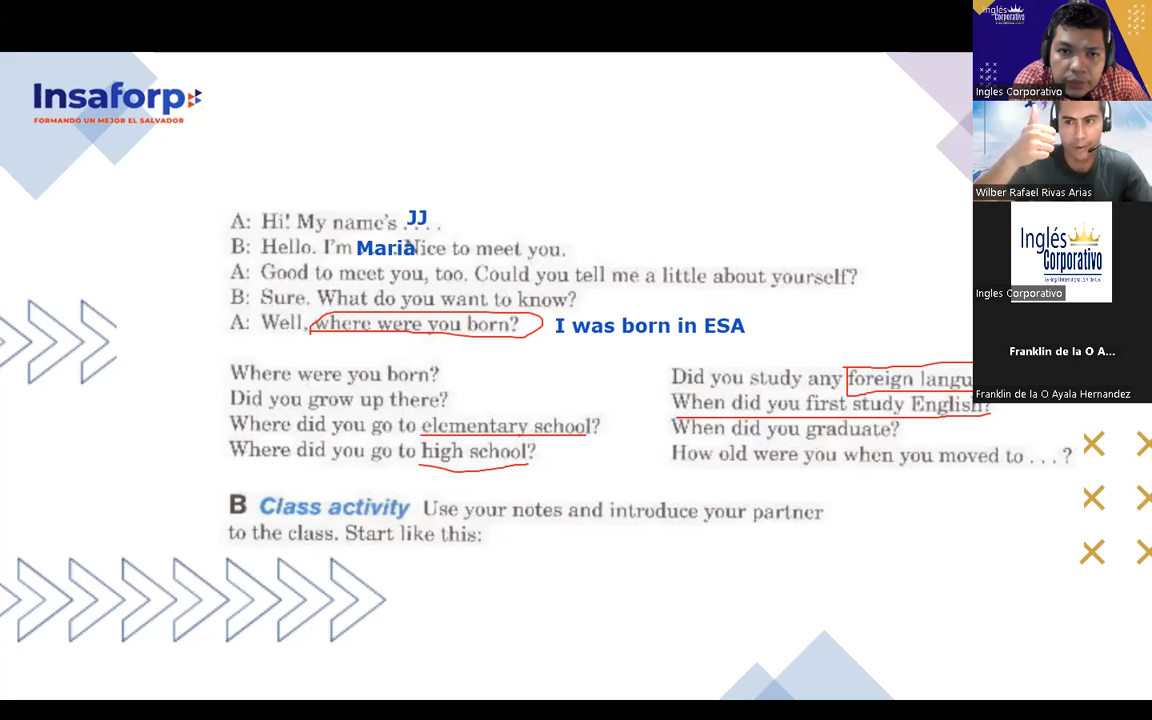 Insaforp
FORMANDO UN MEJOR EL SALVADOR
A: Hi! My name's JJ . .
B: Hello. I'm Maria Nice to meet you.
A: Good to meet you, too. Could you tell me a little about yourself?
B: Sure. What do you want to know?
A: Well, where were you born? I was born in ESA
Where were you born?
Did you grow up there?
Where did you go to elementary school?
Where did you go to high school?
Did you study any foreign langu
When did you first study English?
When did you graduate?
How old were you when you moved to . . . ?
B Class activity Use your notes and introduce your partner
to the class. Start like this:
Inglés
Corporativo
Ingles Corporativo
Wilber Rafael Rivas Arias
Inglés
Corporativo
Ingles Corporativo
Franklin de la O A...
Franklin de la O Ayala Hernandez